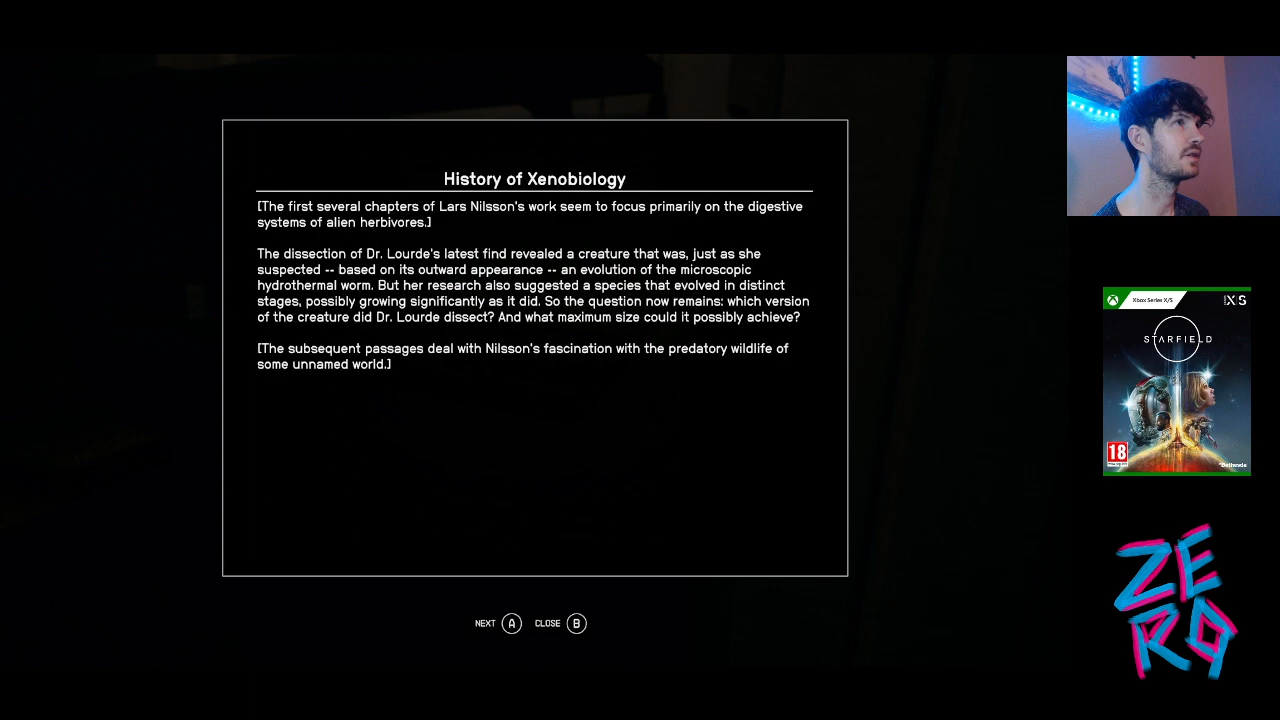 History of Xenobiology
[The first several chapters of Lars Nilsson's work seem to focus primarily on the digestive
systems of alien herbivores.]
The dissection of Dr. Lourde's latest find revealed a creature that was, just as she
suspected -- based on its outward appearance -- an evolution of the microscopic
hydrothermal worm. But her research also suggested a species that evolved in distinct
stages, possibly growing significantly as it did. So the question now remains: which version
of the creature did Dr. Lourde dissect? And what maximum size could it possibly achieve?
[The subsequent passages deal with Nilsson's fascination with the predatory wildlife of
some unnamed world.]
NEXT A CLOSE B
Xbox Series X/S
X S
STARFIELD
18
Bethesda
ZE
RO